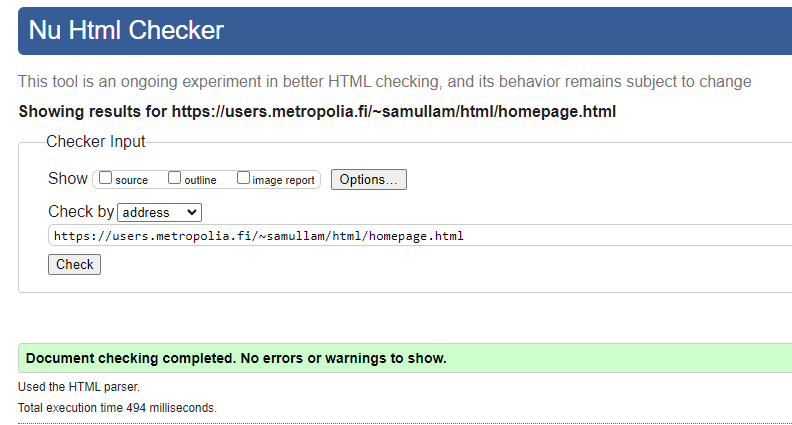 Nu Html Checker
This tool is an ongoing experiment in better HTML checking, and its behavior remains subject to change
Showing results for https://users.metropolia.fi/~samullam/html/homepage.html
Checker Input
Show source outline image report Options...
Check by address
https://users.metropolia.fi/~samullam/html/homepage.html
Check
Document checking completed. No errors or warnings to show.
Used the HTML parser.
Total execution time 494 milliseconds.